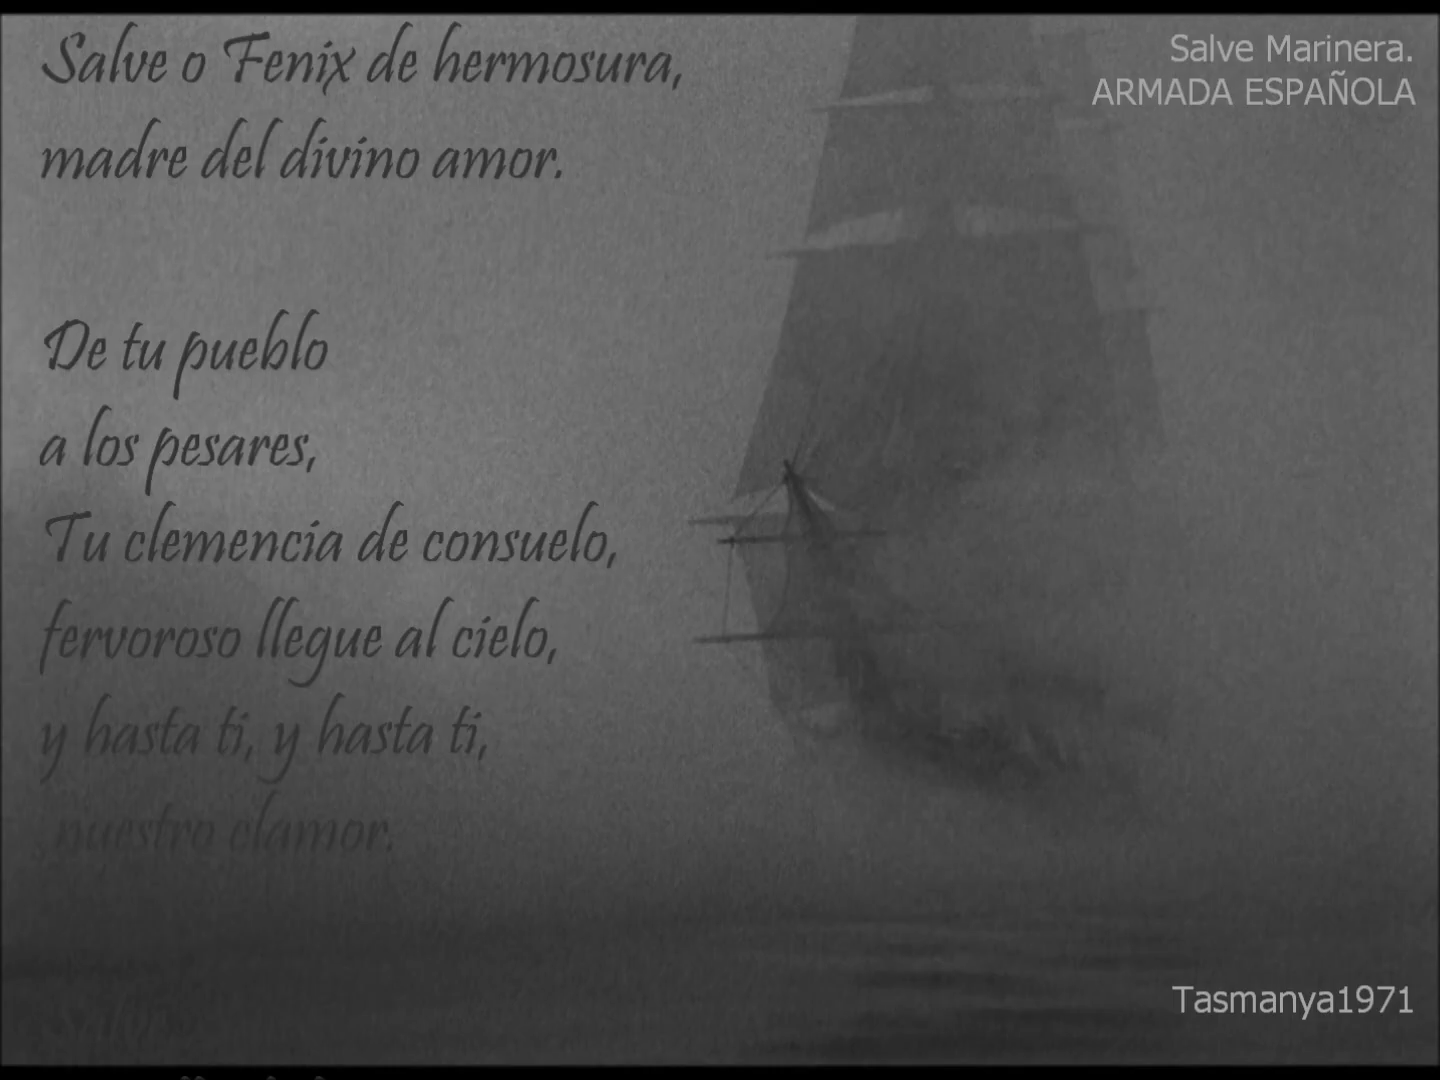 Salve o Fenix de hermosura,
madre del divino amor.
De tu pueblo
a los pesares,
Tu clemencia de consuelo,
fervoroso llegue al cielo,
y hasta ti, y hasta ti,
nuestro clamor.
Salve Marinera.
ARMADA ESPAÑOLA
Tasmanya1971